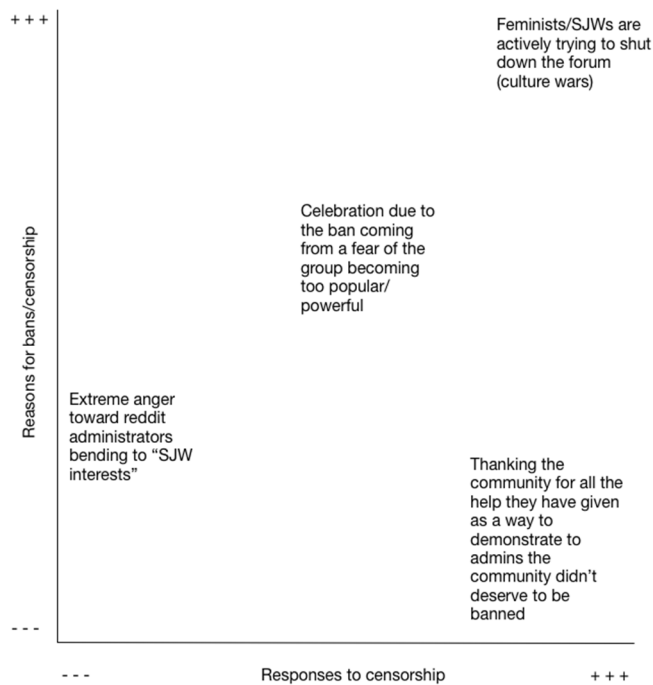 + + +
Feminists/SJWs are
actively trying to shut
down the forum
(culture wars)
Celebration due to
the ban coming
from a fear of the
group becoming
too popular/
powerful
Reasons for bans/censorship
Extreme anger
toward reddit
administrators
bending to “SJW
interests”
Thanking the
community for all the
help they have given
as a way to
demonstrate to
admins the
community didn’t
deserve to be
banned
- - -
- - -
Responses to censorship
+ + +